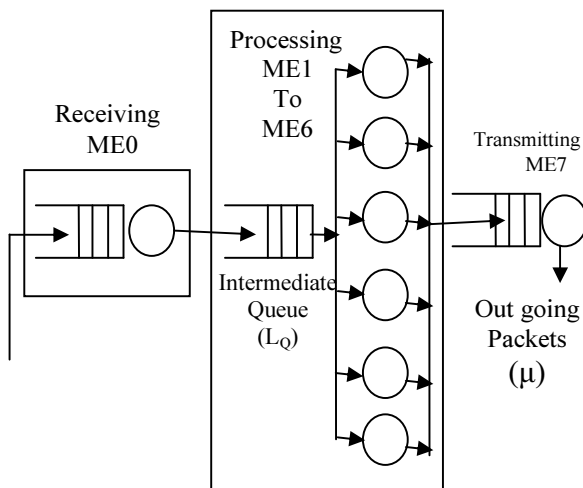 Receiving
ME0
Processing
ME1
To
ME6
Intermediate
Queue
(LQ)
Transmitting
ME7
Out going
Packets
(μ)